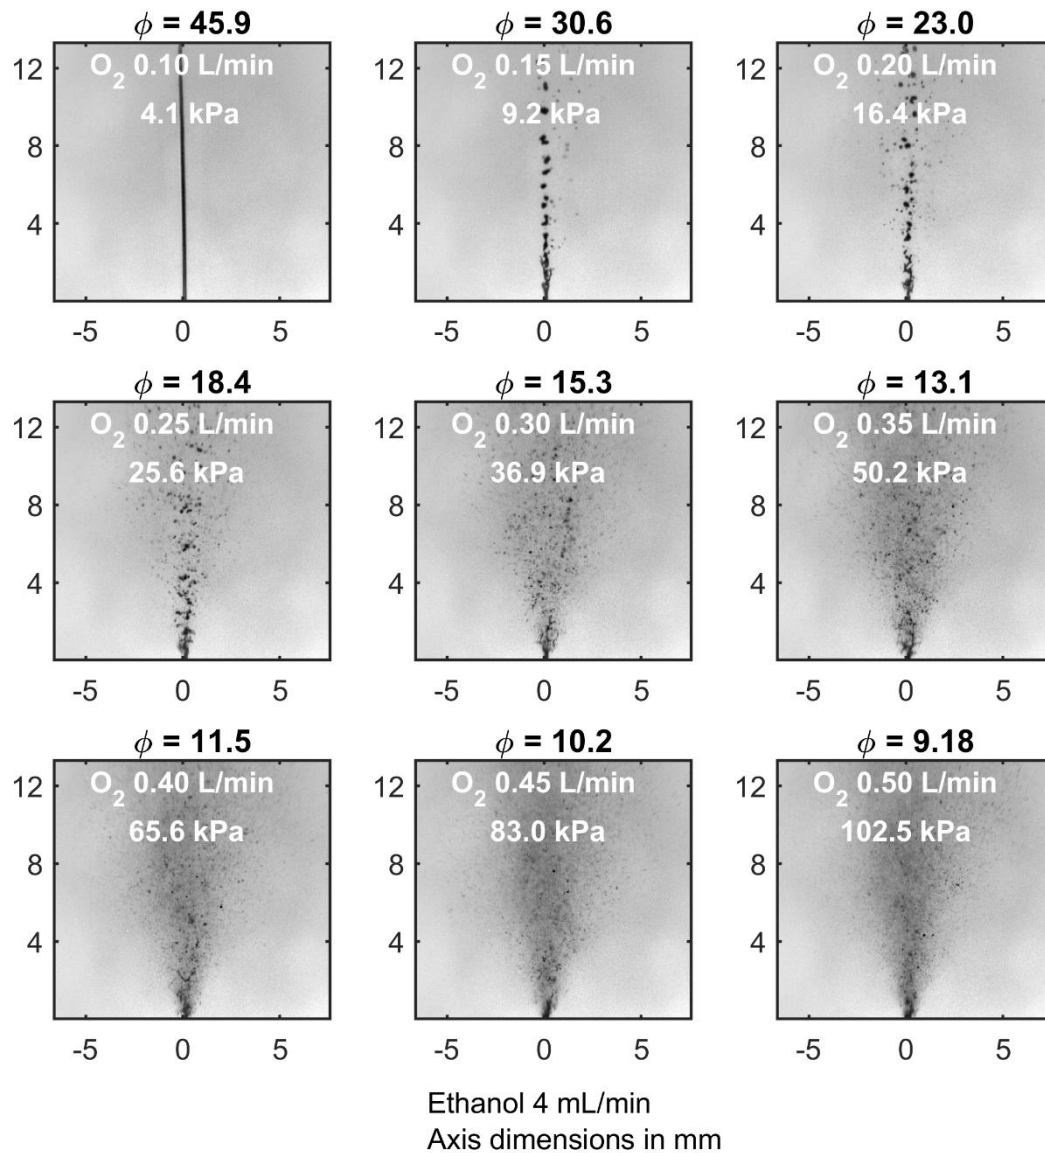 ϕ = 45.9
O2 0.10 L/min
4.1 kPa
12
8
4
-5 0 5
ϕ = 30.6
O2 0.15 L/min
9.2 kPa
12
8
4
-5 0 5
ϕ = 23.0
O2 0.20 L/min
16.4 kPa
12
8
4
-5 0 5
ϕ = 18.4
O2 0.25 L/min
25.6 kPa
12
8
4
-5 0 5
ϕ = 15.3
O2 0.30 L/min
36.9 kPa
12
8
4
-5 0 5
ϕ = 13.1
O2 0.35 L/min
50.2 kPa
12
8
4
-5 0 5
ϕ = 11.5
O2 0.40 L/min
65.6 kPa
12
8
4
-5 0 5
ϕ = 10.2
O2 0.45 L/min
83.0 kPa
12
8
4
-5 0 5
ϕ = 9.18
O2 0.50 L/min
102.5 kPa
12
8
4
-5 0 5
Ethanol 4 mL/min
Axis dimensions in mm